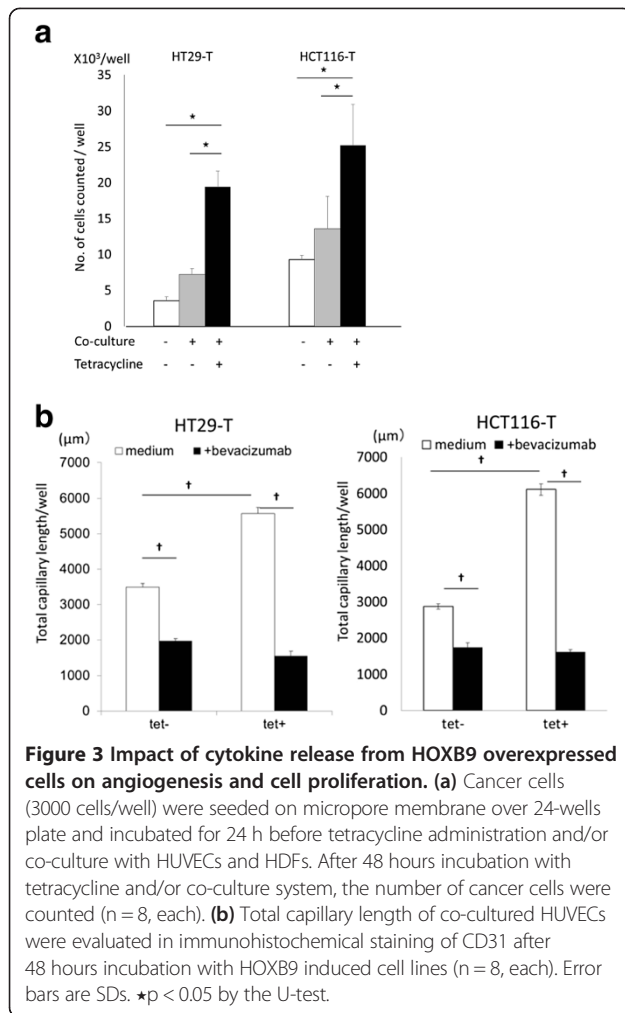 a
X10³/well HT29-T HCT116-T
35
30
25
20
15
10
5
0
No. of cells counted / well
★ ★ ★ ★
Co-culture - + + - + +
Tetracycline - - + - - +
b
HT29-T
(μm)
medium +bevacizumab
7000
6000
5000
4000
3000
2000
1000
0
Total capillary length/well
† † †
tet- tet+
HCT116-T
(μm)
medium +bevacizumab
7000
6000
5000
4000
3000
2000
1000
0
Total capillary length/well
† † †
tet- tet+
Figure 3 Impact of cytokine release from HOXB9 overexpressed
cells on angiogenesis and cell proliferation. (a) Cancer cells
(3000 cells/well) were seeded on micropore membrane over 24-wells
plate and incubated for 24 h before tetracycline administration and/or
co-culture with HUVECs and HDFs. After 48 hours incubation with
tetracycline and/or co-culture system, the number of cancer cells were
counted (n = 8, each). (b) Total capillary length of co-cultured HUVECs
were evaluated in immunohistochemical staining of CD31 after
48 hours incubation with HOXB9 induced cell lines (n = 8, each). Error
bars are SDs. ★p < 0.05 by the U-test.